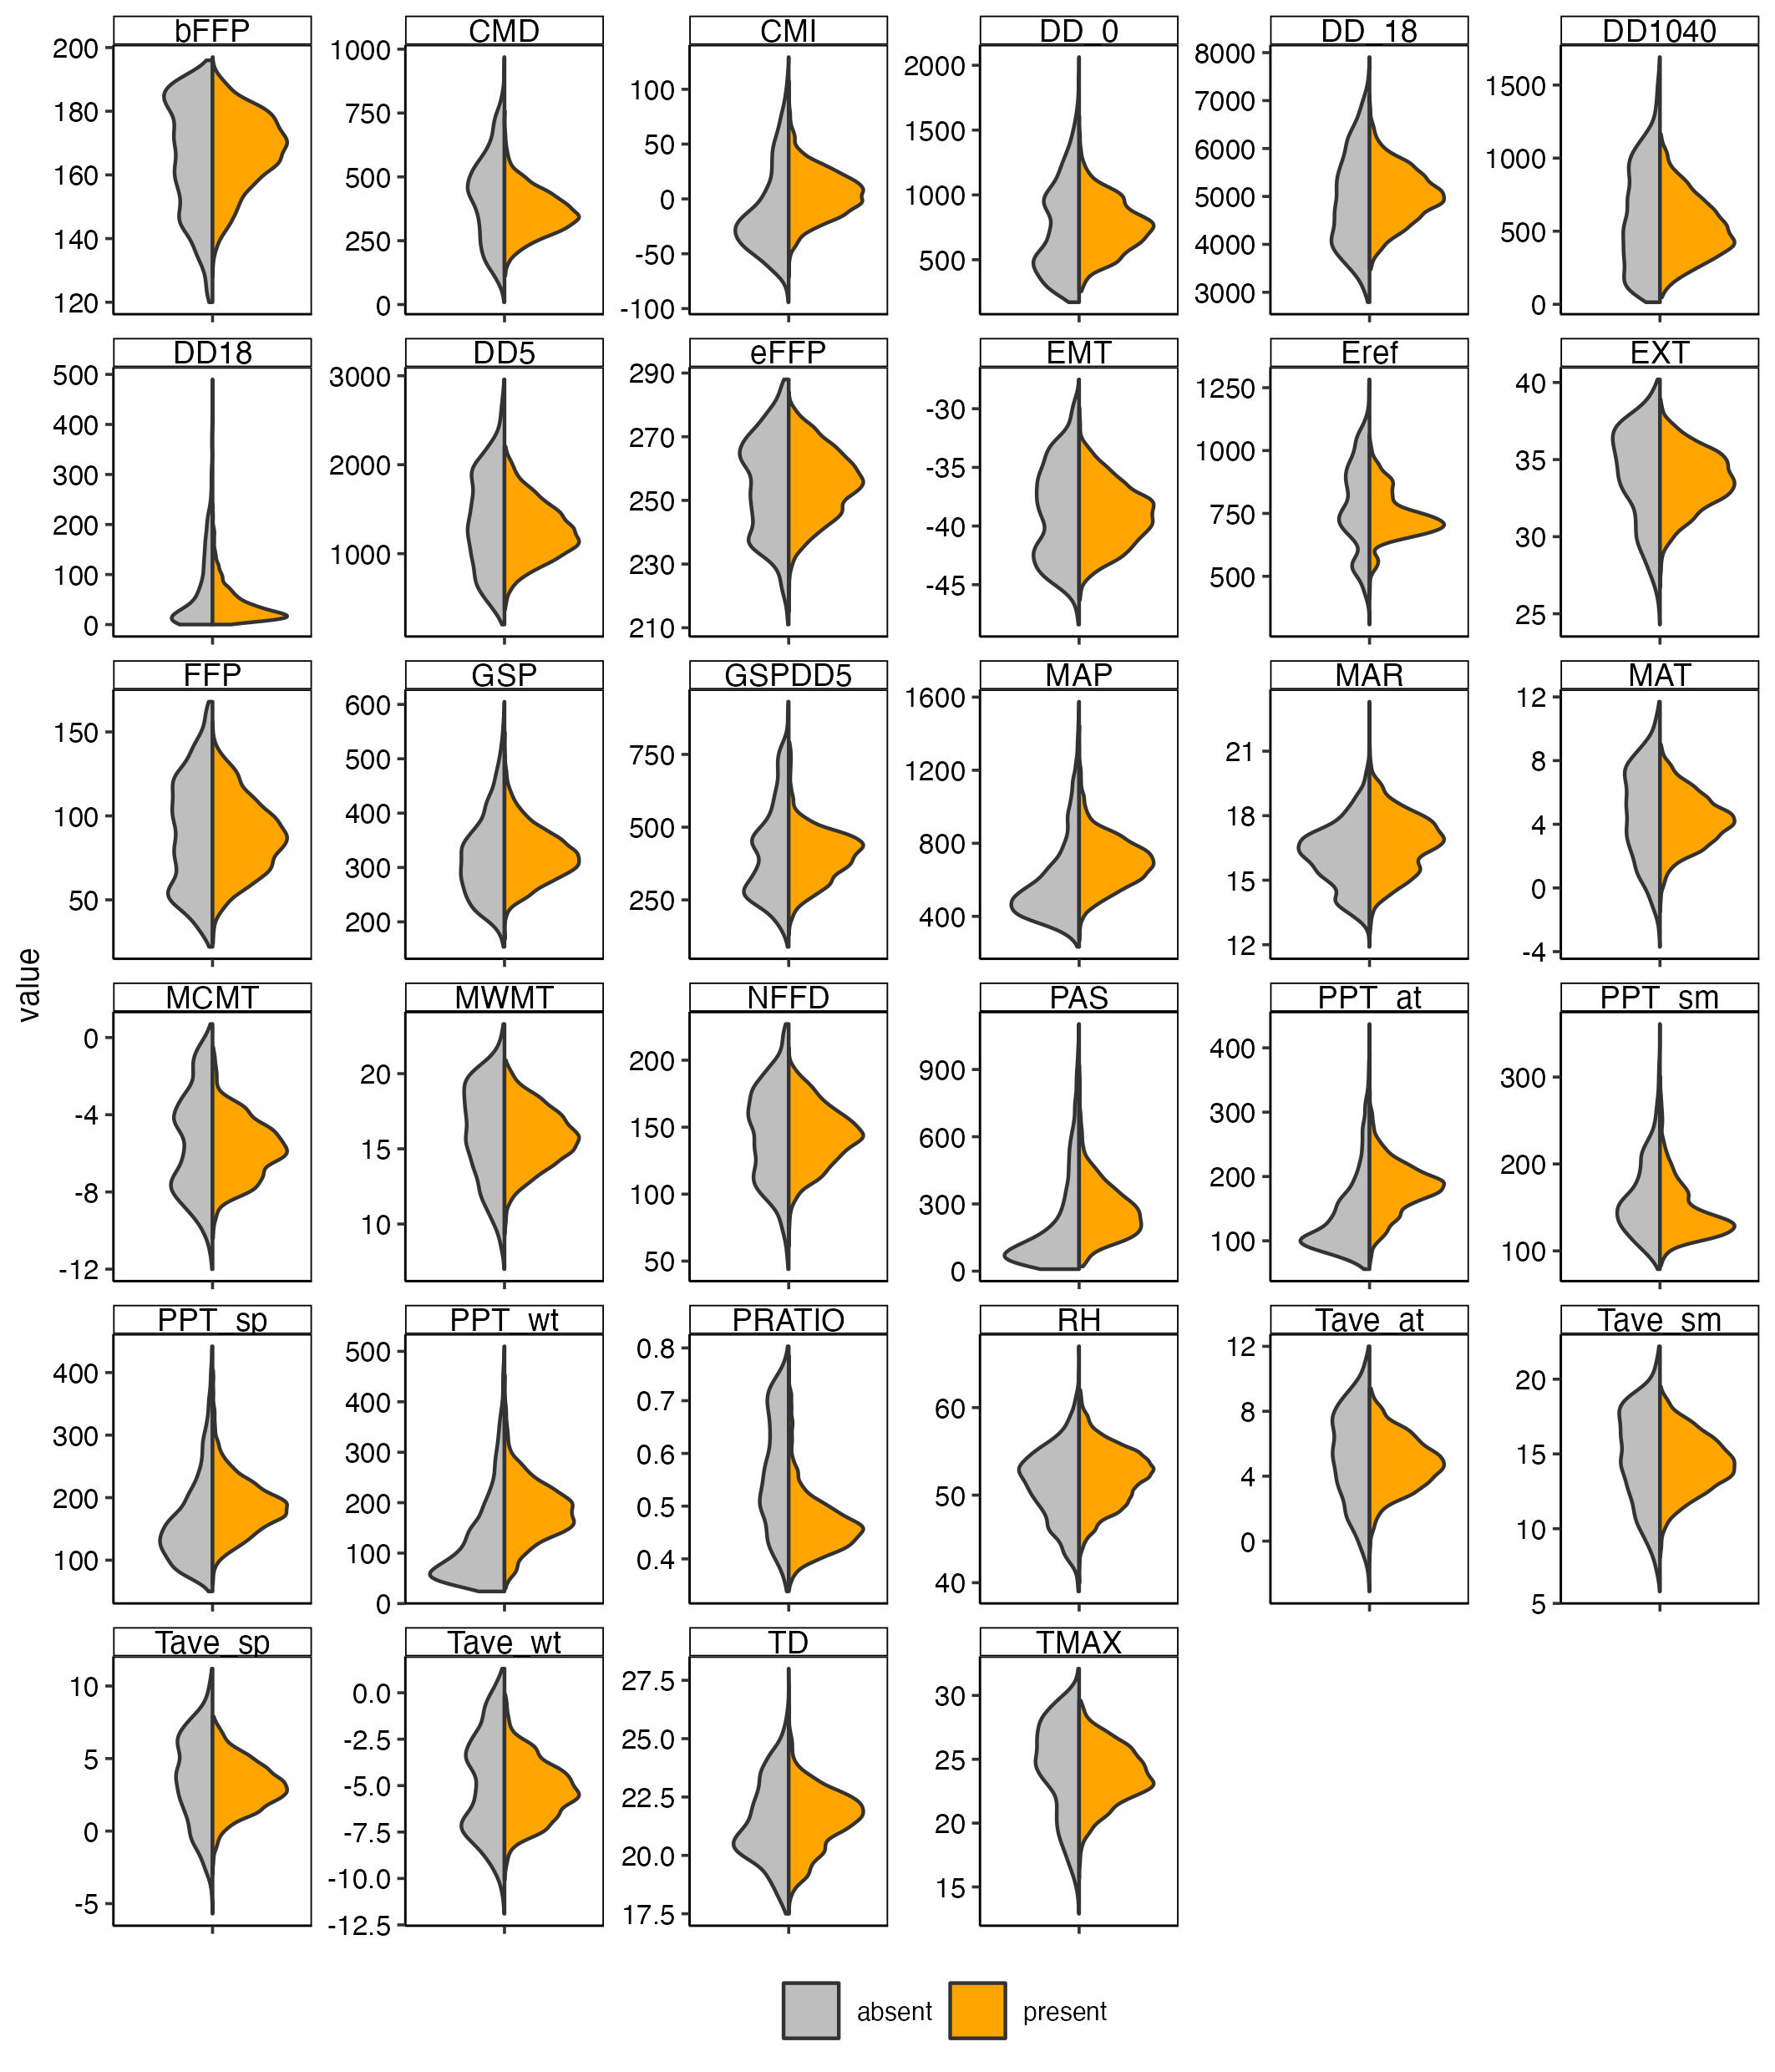 bFFP CMD CMI DD_0 DD_18 DD1040
200 180 160 140 120
1000 750 500 250 0
100 50 0 -50 -100
2000 1500 1000 500
8000 7000 6000 5000 4000 3000
1500 1000 500 0
DD18 DD5 eFFP EMT Eref EXT
500 400 300 200 100 0
3000 2000 1000
290 270 250 230 210
-30 -35 -40 -45
1250 1000 750 500
40 35 30 25
FFP GSP GSPDD5 MAP MAR MAT
150 100 50
600 500 400 300 200
750 500 250
1600 1200 800 400
21 18 15 12
12 8 4 0 -4
value
MCMT MWMT NFFD PAS PPT_at PPT_sm
0 -4 -8 -12
20 15 10
200 150 100 50
900 600 300 0
400 300 200 100
300 200 100
PPT_sp PPT_wt PRATIO RH Tave_at Tave_sm
400 300 200 100
500 400 300 200 100 0
0.8 0.7 0.6 0.5 0.4
60 50 40
12 8 4 0
20 15 10 5
Tave_sp Tave_wt TD TMAX
10 5 0 -5
0.0 -2.5 -5.0 -7.5 -10.0 -12.5
27.5 25.0 22.5 20.0 17.5
30 25 20 15
absent present